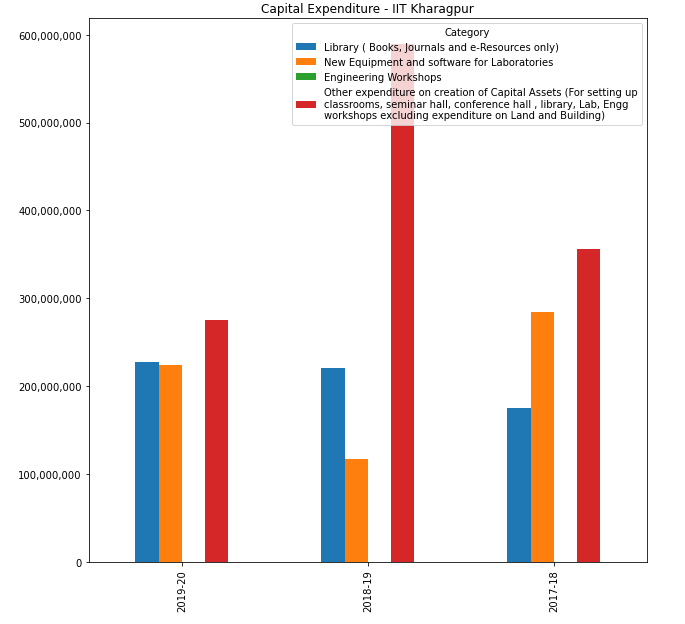 Capital Expenditure - IIT Kharagpur
Category
Library ( Books, Journals and e-Resources only)
New Equipment and software for Laboratories
Engineering Workshops
Other expenditure on creation of Capital Assets (For setting up
classrooms, seminar hall, conference hall , library, Lab, Engg
workshops excluding expenditure on Land and Building)
600,000,000
500,000,000
400,000,000
300,000,000
200,000,000
100,000,000
0
2019-20
2018-19
2017-18